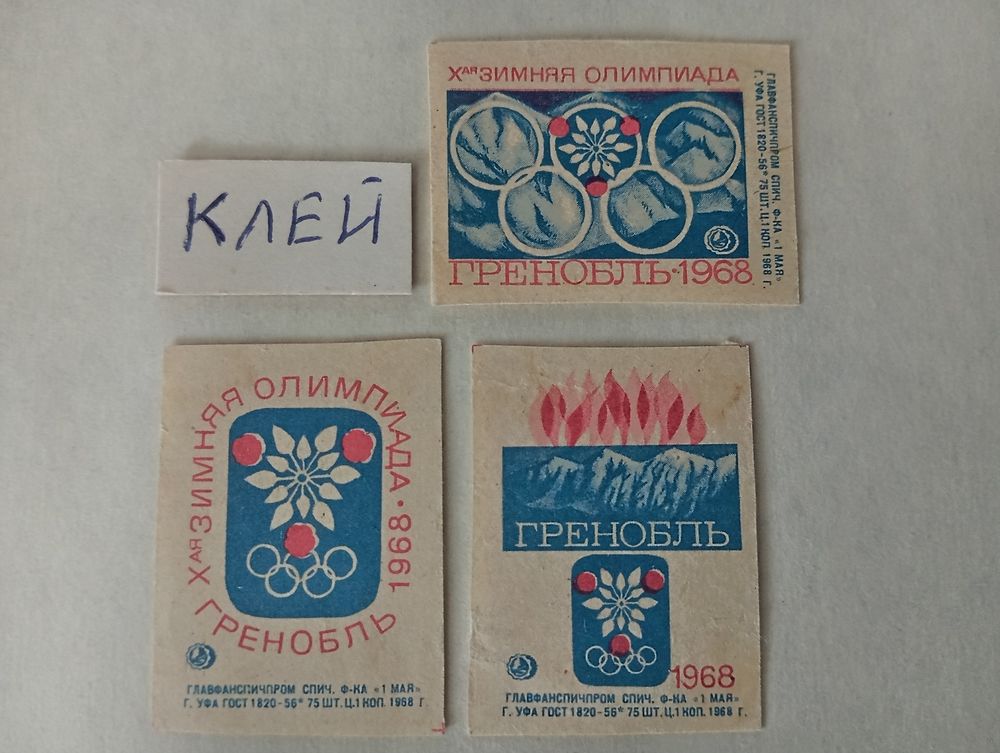 КЛЕЙ
Хая ЗИМНЯЯ ОЛИМПИАДА
ГРЕНОБЛЬ·1968
ГЛАВФАНСПИЧПРОМ СПИЧ. Ф-КА «1 МАЯ»
Г. УФА ГОСТ 1820-56* 75 ШТ. Ц.1 КОП. 1968 Г.
Хая ЗИМНЯЯ ОЛИМПИАДА · 1968
ГРЕНОБЛЬ
ГЛАВФАНСПИЧПРОМ СПИЧ. Ф-КА «1 МАЯ»
Г. УФА ГОСТ 1820-56* 75 ШТ. Ц.1 КОП. 1968 Г
ГРЕНОБЛЬ
1968
ГЛАВФАНСПИЧПРОМ СПИЧ. Ф-КА «1 МАЯ»
Г. УФА ГОСТ 1820-56* 75 ШТ. Ц.1 КОП. 1968 Г.